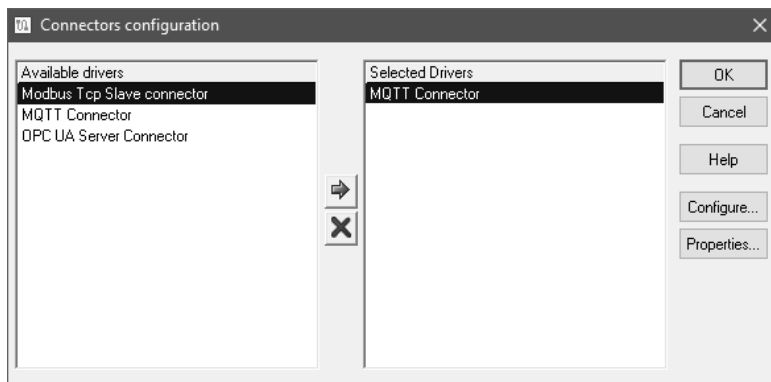 Connectors configuration
Available drivers
Modbus Tcp Slave connector
MQTT Connector
OPC UA Server Connector
Selected Drivers
MQTT Connector
OK
Cancel
Help
Configure...
Properties...